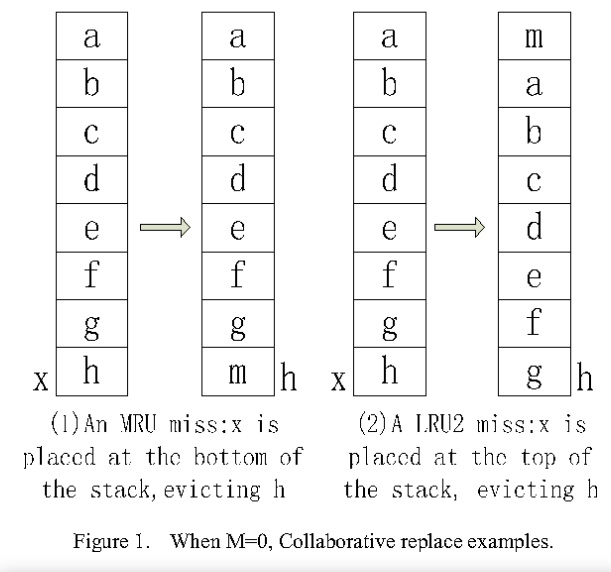 a a a m
b b b a
c c c b
d d d c
e e e d
f f f e
g g g f
x h m h x h g h
(1)An MRU miss:x is
placed at the bottom of
the stack,evicting h
(2)A LRU2 miss:x is
placed at the top of
the stack, evicting h
Figure 1. When M=0, Collaborative replace examples.